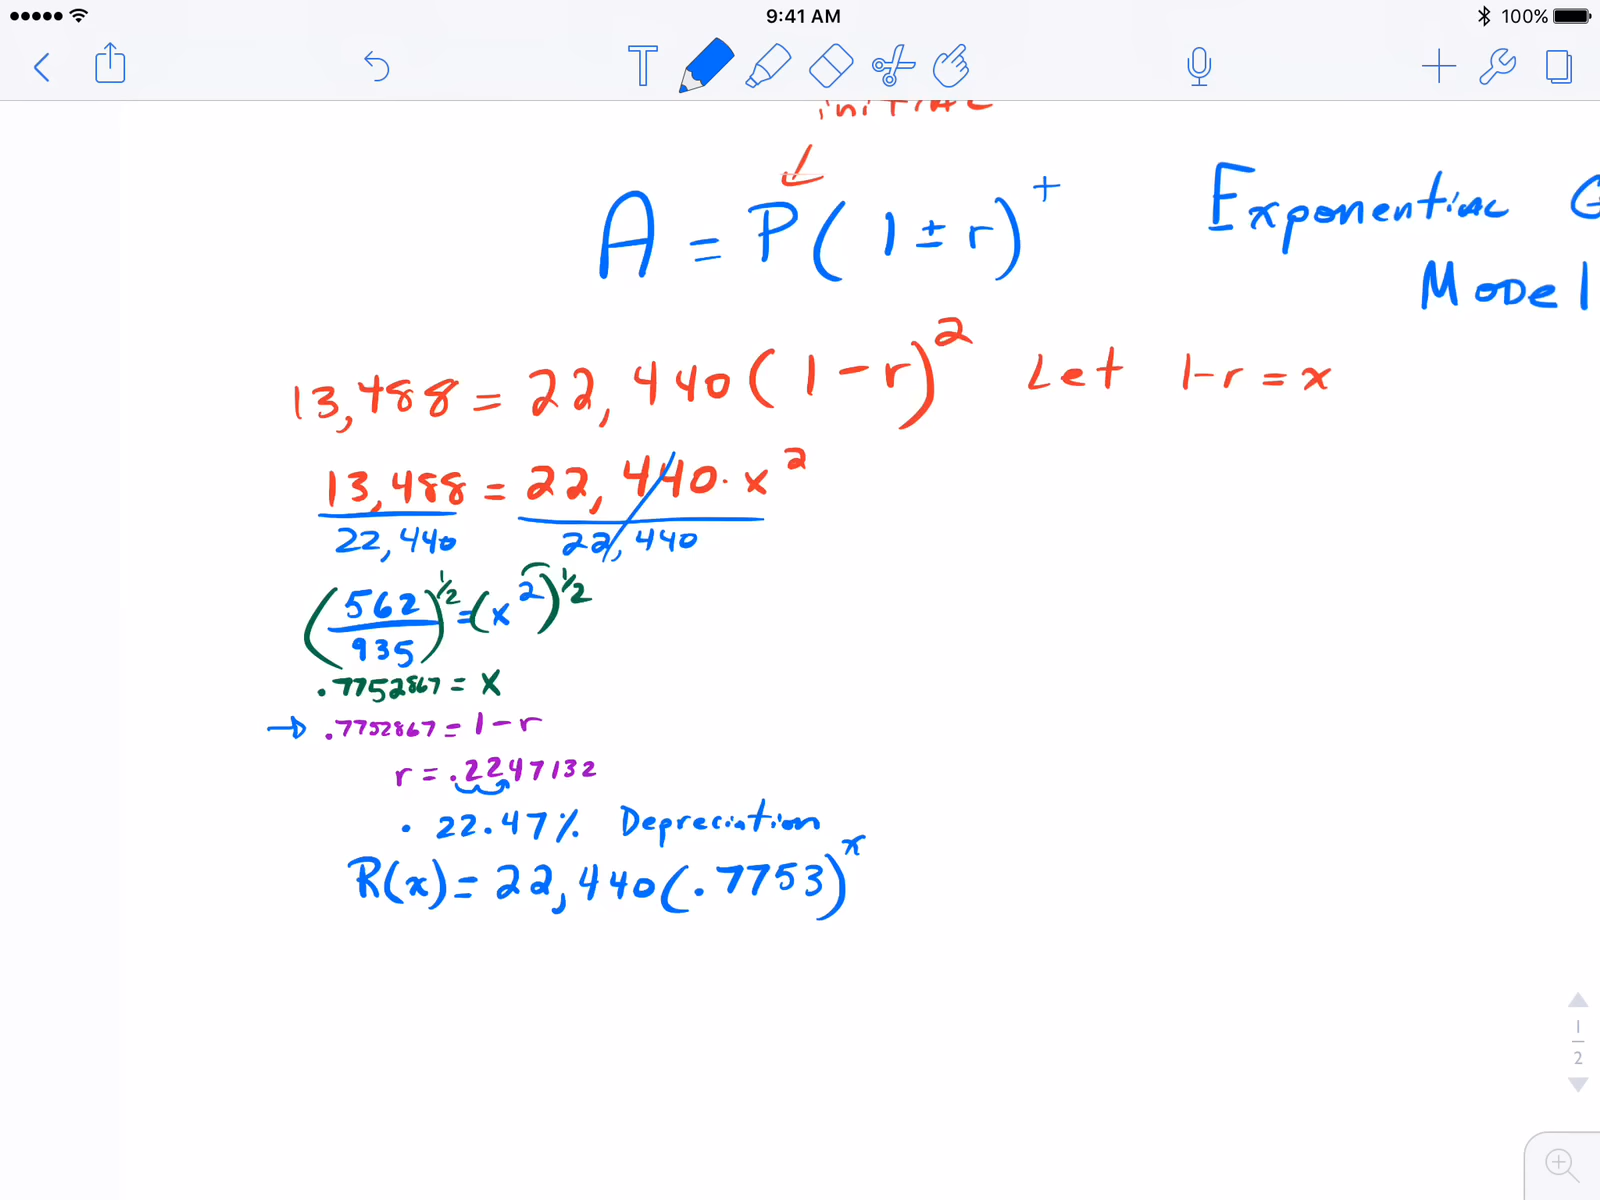 9:41 AM
100%
T
A = P(1 ± r)^t
Exponential
Model
13,488 = 22,440(1 - r)^2 Let 1-r = x
13,488 = 22,440 · x^2
22,440 22,440
(562/935)^1/2 = (x^2)^1/2
.7752867 = x
→ .7752867 = 1 - r
r = .2247132
. 22.47% Depreciation
R(x) = 22,440(.7753)^x
1
2